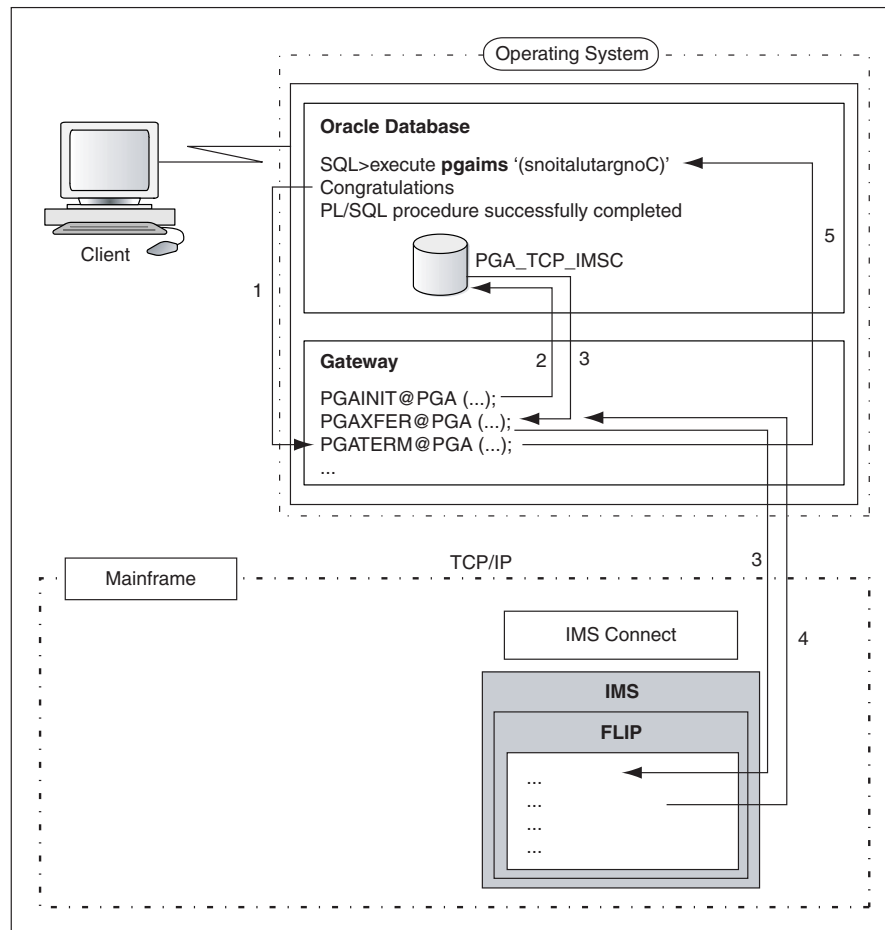 Operating System
Oracle Database
SQL>execute pgaims ‘(snoitalutargnoC)’
Congratulations
PL/SQL procedure successfully completed
Client
PGA_TCP_IMSC
5
1
2
3
Gateway
PGAINIT@PGA (...);
PGAXFER@PGA (...);
PGATERM@PGA (...);
...
TCP/IP
3
Mainframe
IMS Connect
4
IMS
FLIP
...
...
...
...